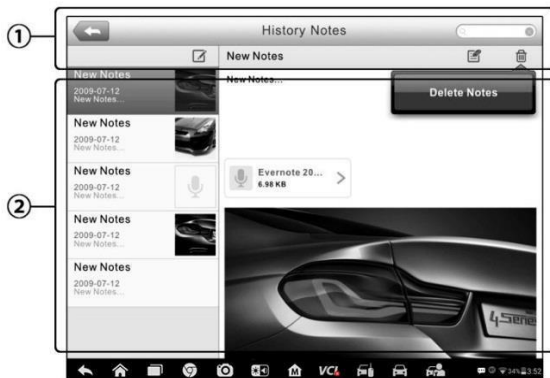 ①
History Notes
New Notes
New Notes
2009-07-12
New Notes...
New Notes...
Delete Notes
New Notes
2009-07-12
New Notes...
New Notes
2009-07-12
New Notes...
Evernote 20...
6.98 KB
②
New Notes
2009-07-12
New Notes...
New Notes
2009-07-12
New Notes...
4 Series
M
VCI
34% 3:52